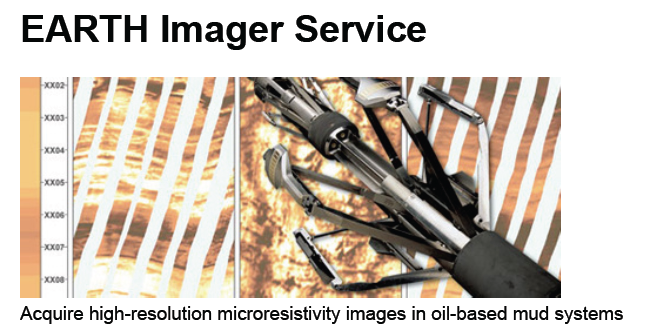 EARTH Imager Service
XX02
XX03
XX04
XX05
XX06
XX07
XX08
Acquire high-resolution microresistivity images in oil-based mud systems